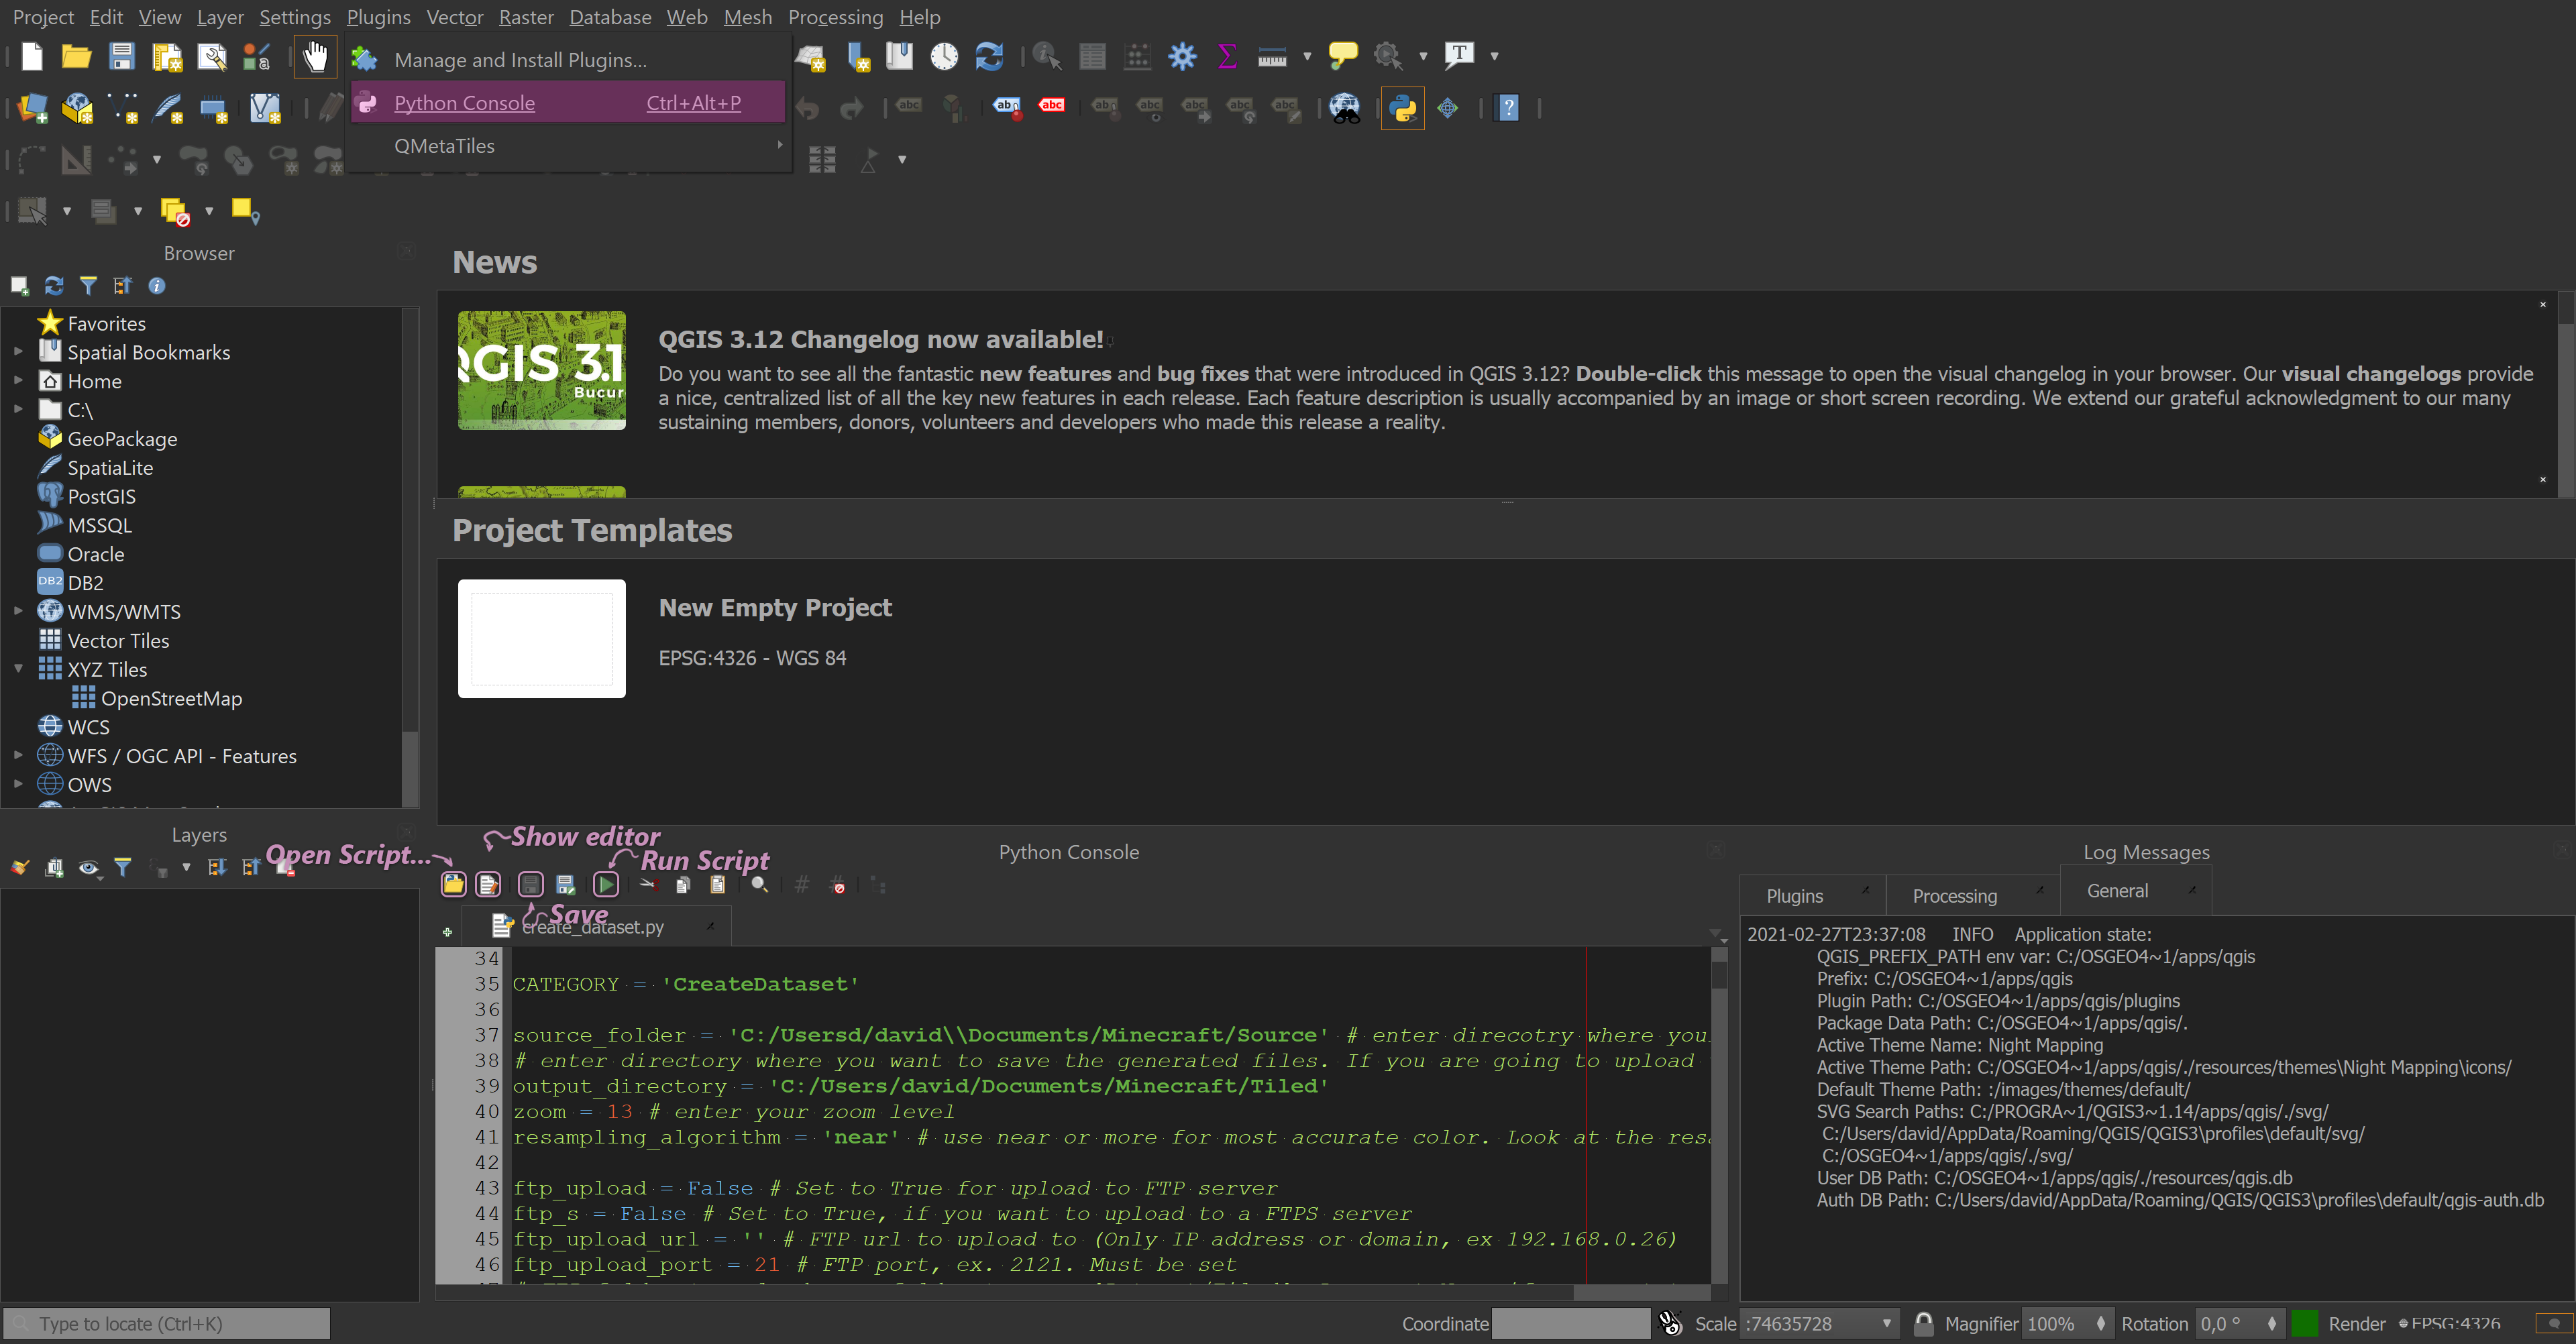 Project Edit View Layer Settings Plugins Vector Raster Database Web Mesh Processing Help
Manage and Install Plugins...
Python Console Ctrl+Alt+P
QMetaTiles
Browser
Favorites
Spatial Bookmarks
Home
C:\
GeoPackage
SpatiaLite
PostGIS
MSSQL
Oracle
DB2 DB2
WMS/WMTS
Vector Tiles
XYZ Tiles
OpenStreetMap
WCS
WFS / OGC API - Features
OWS
News
QGIS 3.1
Bucur
QGIS 3.12 Changelog now available!
Do you want to see all the fantastic new features and bug fixes that were introduced in QGIS 3.12? Double-click this message to open the visual changelog in your browser. Our visual changelogs provide
a nice, centralized list of all the key new features in each release. Each feature description is usually accompanied by an image or short screen recording. We extend our grateful acknowledgment to our many
sustaining members, donors, volunteers and developers who made this release a reality.
Project Templates
New Empty Project
EPSG:4326 - WGS 84
Layers
Open Script...
Show editor
Run Script
Save
Python Console
create_dataset.py
34
35 CATEGORY = 'CreateDataset'
36
37 source_folder = 'C:/Usersd/david\\Documents/Minecraft/Source' # enter direcotry where you
38 # enter directory where you want to save the generated files. If you are going to upload
39 output_directory = 'C:/Users/david/Documents/Minecraft/Tiled'
40 zoom = 13 # enter your zoom level
41 resampling_algorithm = 'near' # use near or more for most accurate color. Look at the res
42
43 ftp_upload = False # Set to True for upload to FTP server
44 ftp_s = False # Set to True, if you want to upload to a FTPS server
45 ftp_upload_url = '' # FTP url to upload to (Only IP address or domain, ex 192.168.0.26)
46 ftp_upload_port = 21 # FTP port, ex. 2121. Must be set
Log Messages
Plugins Processing General
2021-02-27T23:37:08 INFO Application state:
QGIS_PREFIX_PATH env var: C:/OSGEO4~1/apps/qgis
Prefix: C:/OSGEO4~1/apps/qgis
Plugin Path: C:/OSGEO4~1/apps/qgis/plugins
Package Data Path: C:/OSGEO4~1/apps/qgis/.
Active Theme Name: Night Mapping
Active Theme Path: C:/OSGEO4~1/apps/qgis/./resources/themes\Night Mapping\icons/
Default Theme Path: :/images/themes/default/
SVG Search Paths: C:/PROGRA~1/QGIS3~1.14/apps/qgis/./svg/
C:/Users/david/AppData/Roaming/QGIS/QGIS3\profiles\default/svg/
C:/OSGEO4~1/apps/qgis/./svg/
User DB Path: C:/OSGEO4~1/apps/qgis/./resources/qgis.db
Auth DB Path: C:/Users/david/AppData/Roaming/QGIS/QGIS3\profiles\default/qgis-auth.db
Type to locate (Ctrl+K)
Coordinate Scale :74635728 Magnifier 100% Rotation 0,0 ° Render EPSG:4326